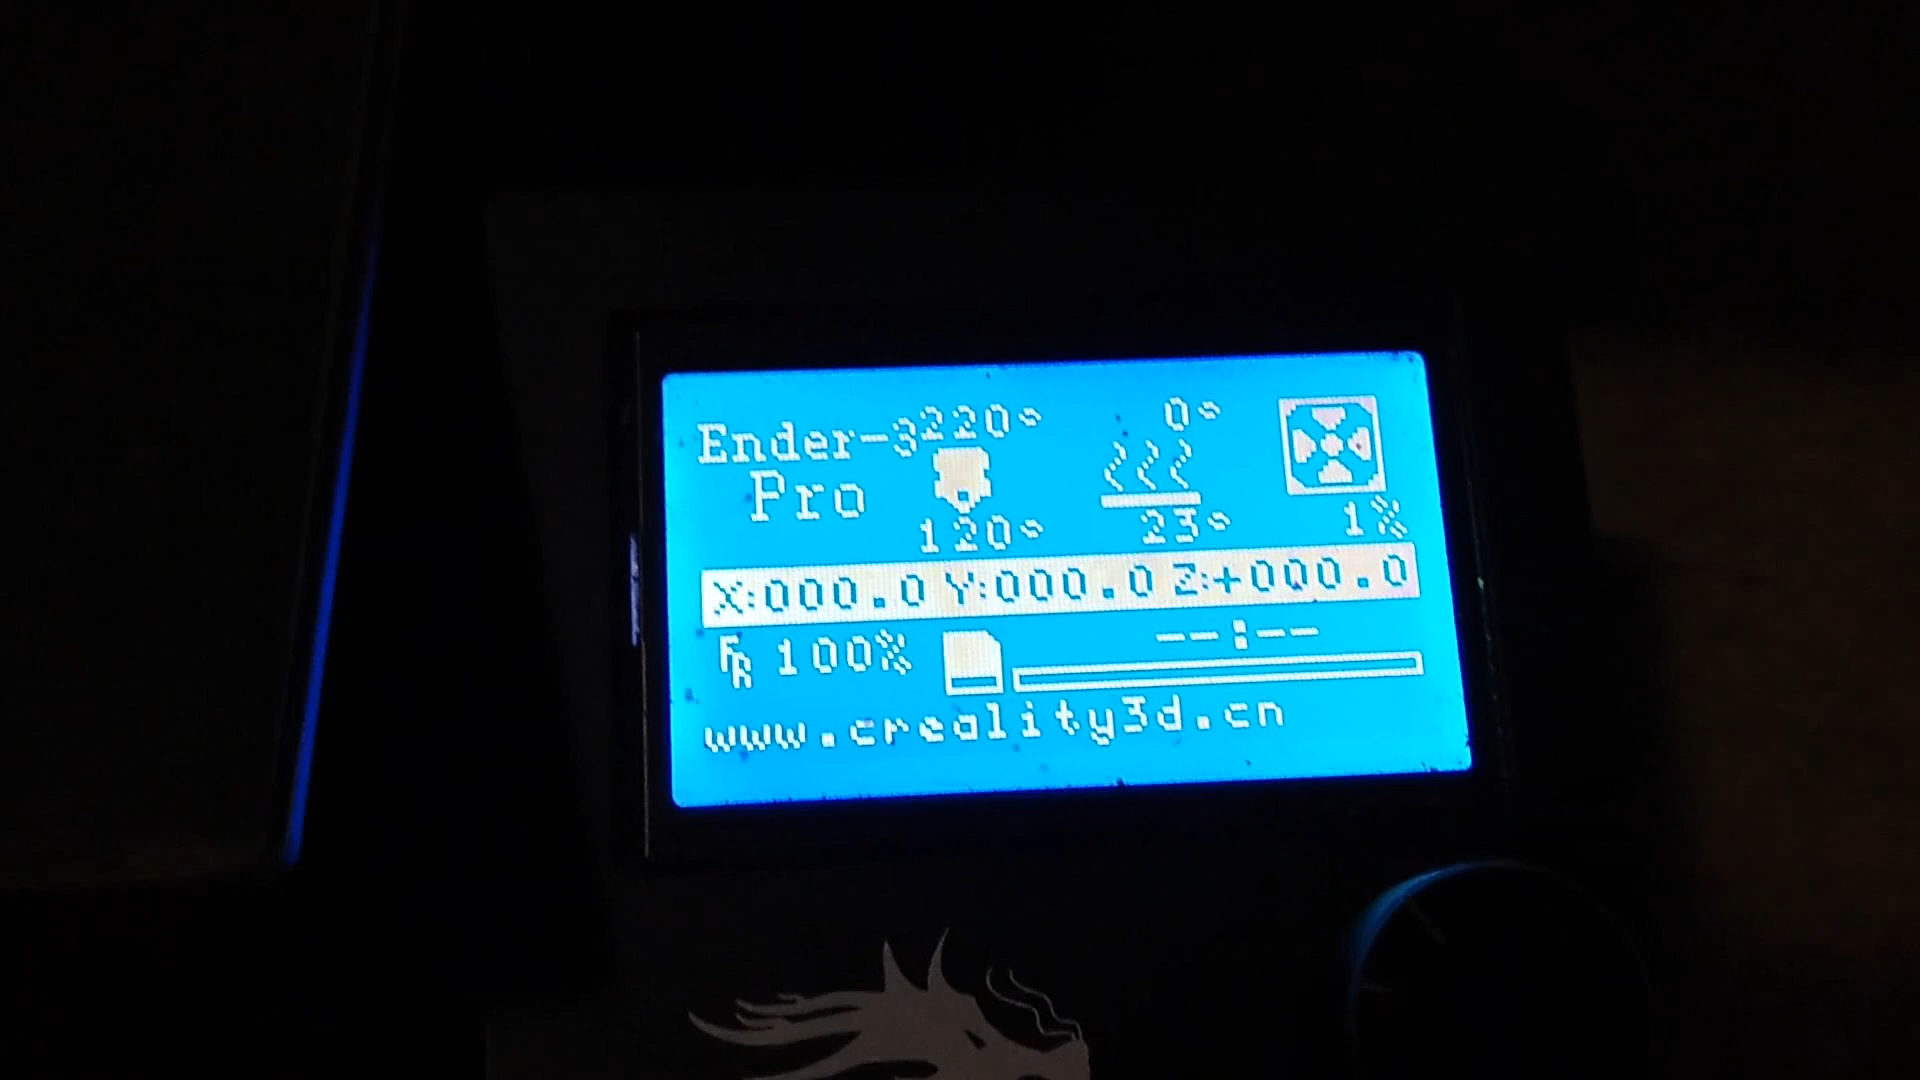 Ender-3 220° 0°
Pro
120° 23° 1%
X:000.0 Y:000.0 Z:+000.0
FR 100% --:--
www.creality3d.cn